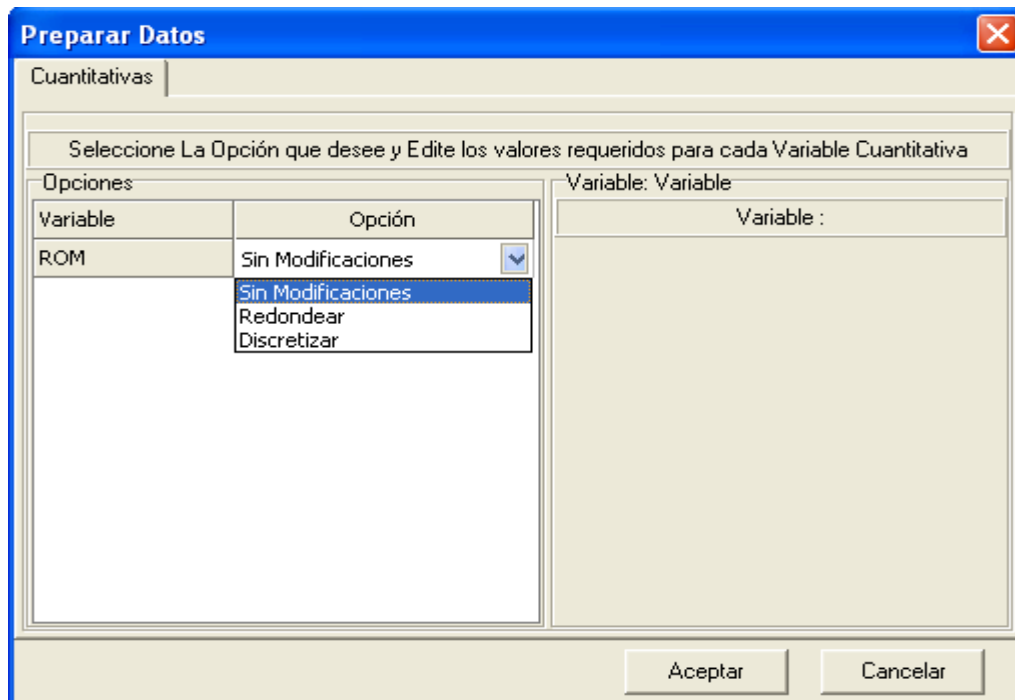 Preparar Datos
Cuantitativas
Seleccione La Opción que desee y Edite los valores requeridos para cada Variable Cuantitativa
Opciones
Variable Opción
ROM Sin Modificaciones
Sin Modificaciones
Redondear
Discretizar
Variable: Variable
Variable :
Aceptar Cancelar